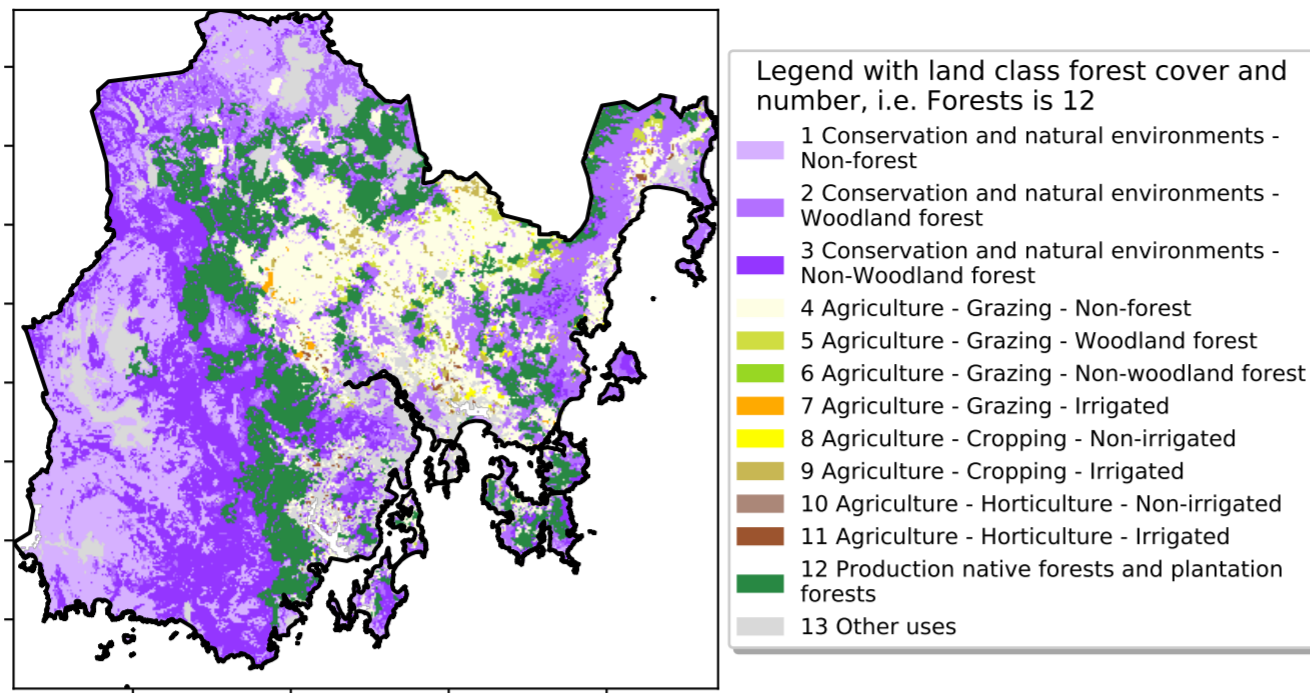 Legend with land class forest cover and
number, i.e. Forests is 12
1 Conservation and natural environments -
Non-forest
2 Conservation and natural environments -
Woodland forest
3 Conservation and natural environments -
Non-Woodland forest
4 Agriculture - Grazing - Non-forest
5 Agriculture - Grazing - Woodland forest
6 Agriculture - Grazing - Non-woodland forest
7 Agriculture - Grazing - Irrigated
8 Agriculture - Cropping - Non-irrigated
9 Agriculture - Cropping - Irrigated
10 Agriculture - Horticulture - Non-irrigated
11 Agriculture - Horticulture - Irrigated
12 Production native forests and plantation
forests
13 Other uses